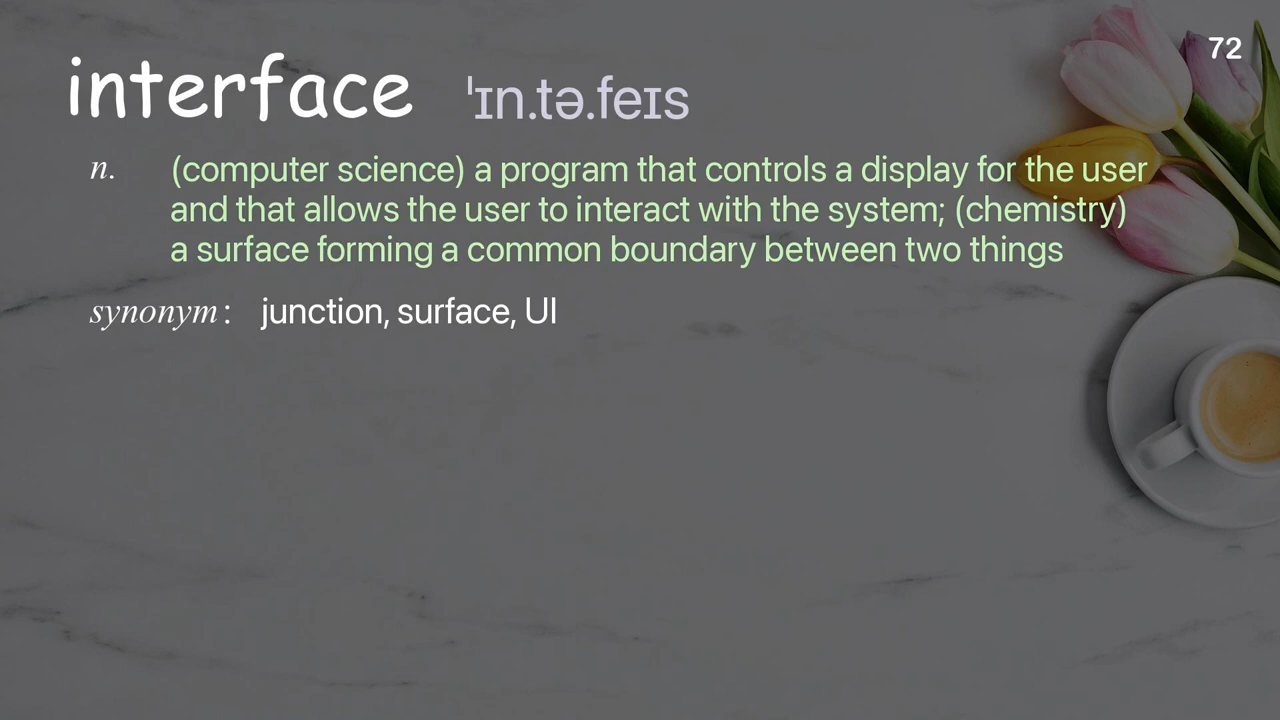 72
interface ˈɪn.tə.feɪs
n. (computer science) a program that controls a display for the user
and that allows the user to interact with the system; (chemistry)
a surface forming a common boundary between two things
synonym: junction, surface, UI